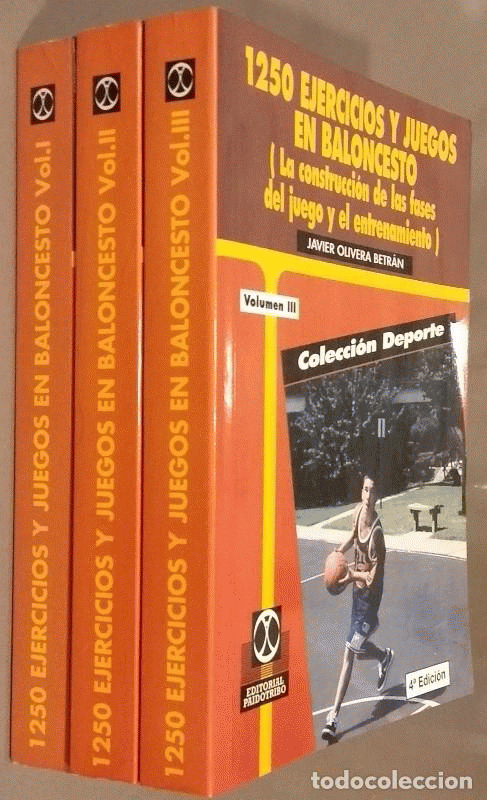 1250 EJERCICIOS Y JUEGOS EN BALONCESTO Vol.I
1250 EJERCICIOS Y JUEGOS EN BALONCESTO Vol.II
1250 EJERCICIOS Y JUEGOS EN BALONCESTO Vol.III
1250 EJERCICIOS Y JUEGOS
EN BALONCESTO
( La construcción de las fases
del juego y el entrenamiento )
JAVIER OLIVERA BETRÁN
Volumen III
Colección Deporte
EDITORIAL
PAIDOTRIBO
4ª Edición
todocoleccion